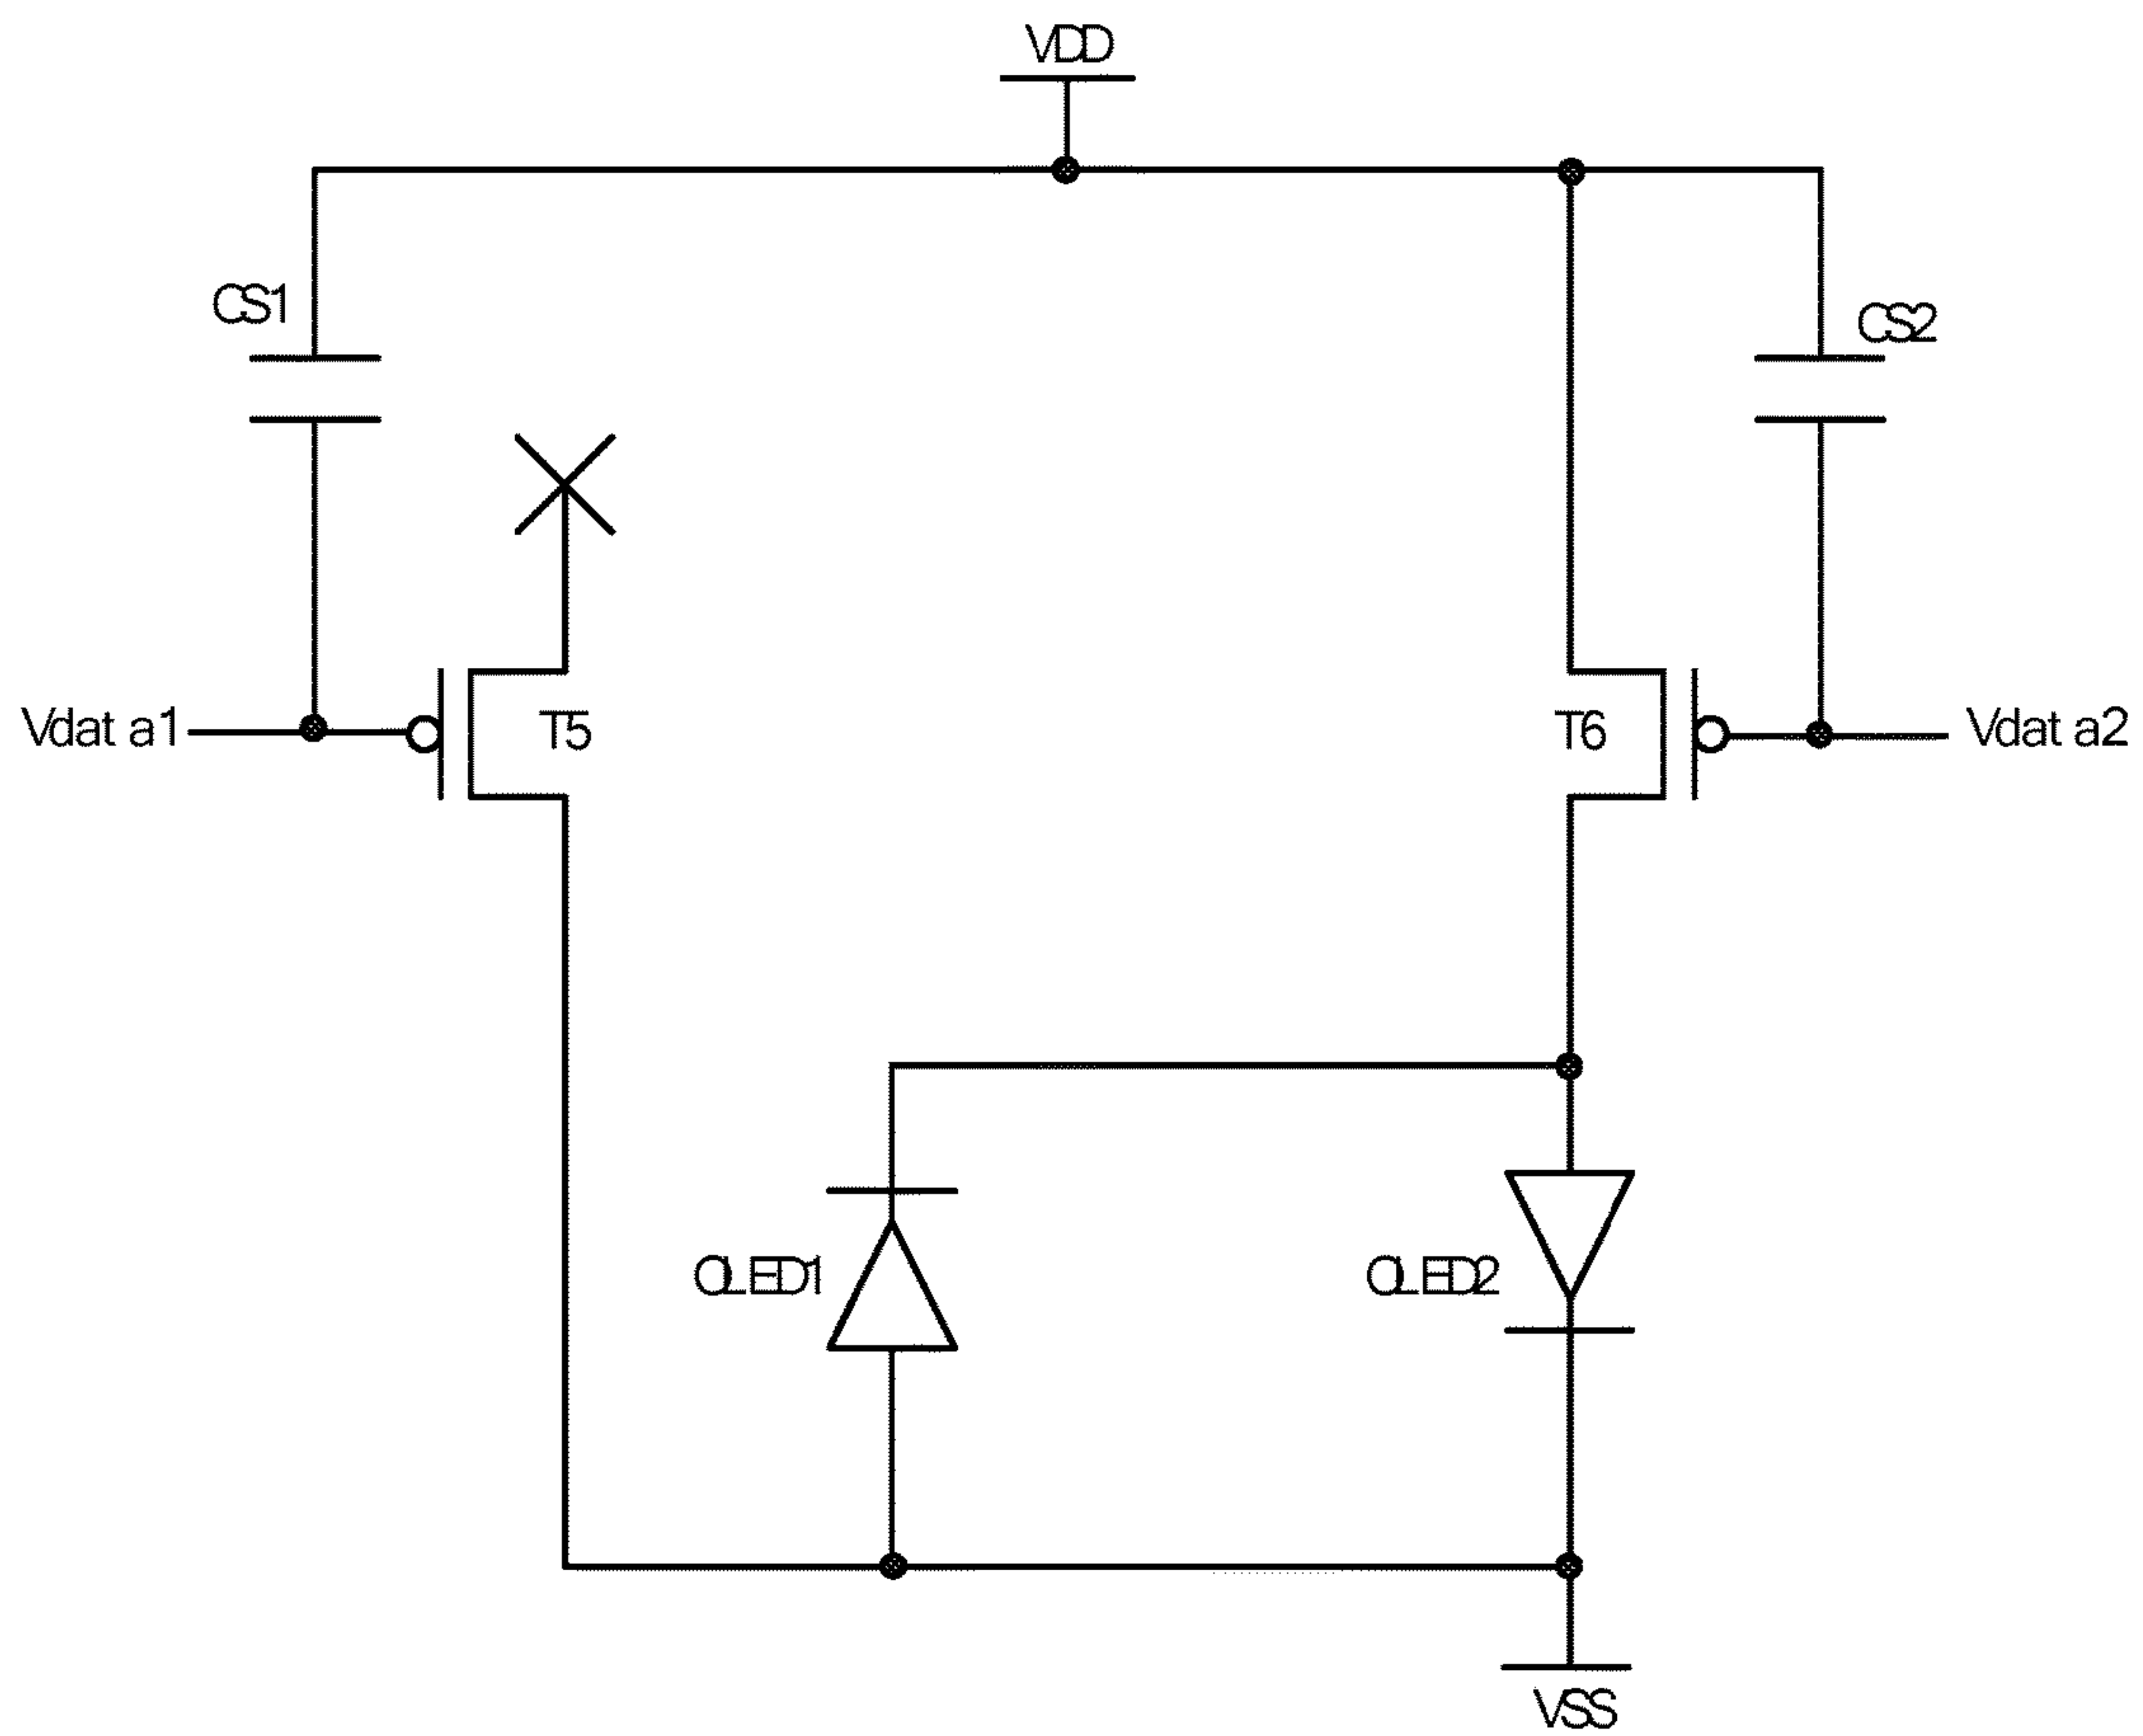 VDD
CS1
CS2
Vdat a1
T5
T6
Vdat a2
OLED1
OLED2
VSS